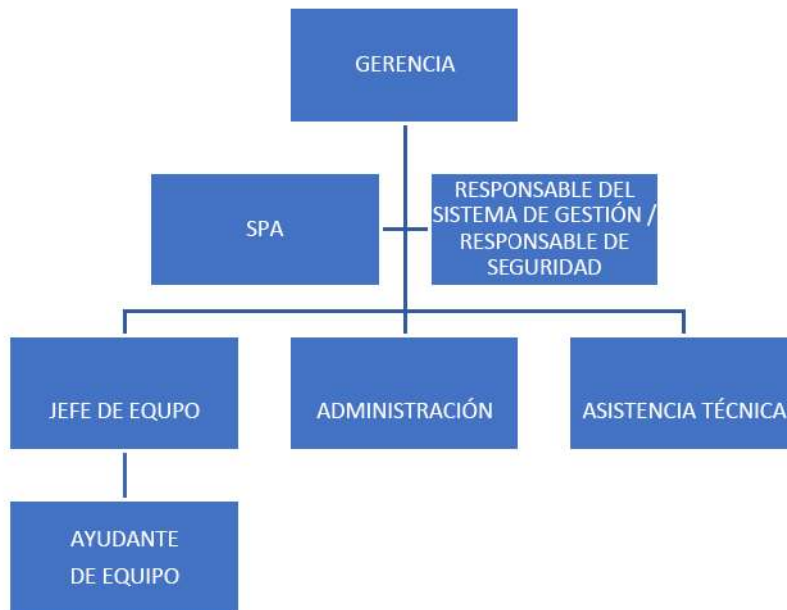 GERENCIA
SPA
RESPONSABLE DEL
SISTEMA DE GESTIÓN /
RESPONSABLE DE
SEGURIDAD
JEFE DE EQUPO
ADMINISTRACIÓN
ASISTENCIA TÉCNICA
AYUDANTE
DE EQUIPO